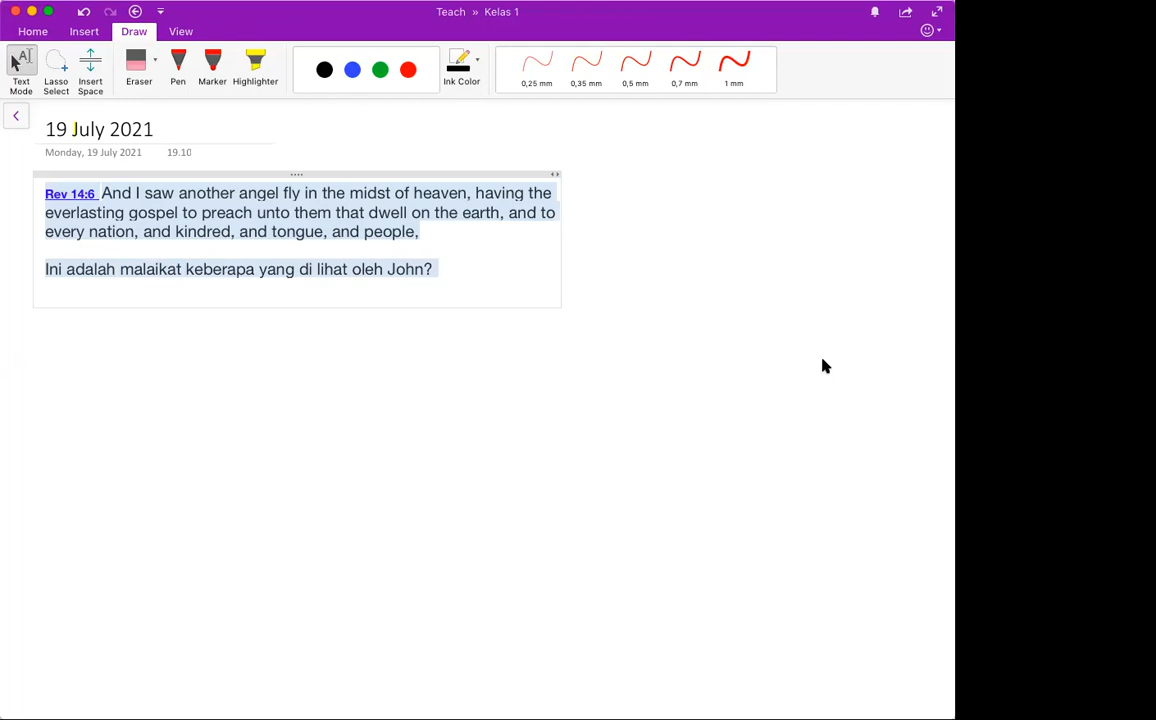 Teach » Kelas 1
Home Insert Draw View
Text Mode Lasso Select Insert Space Eraser Pen Marker Highlighter Ink Color 0,25 mm 0,35 mm 0,5 mm 0,7 mm 1 mm
19 July 2021
Monday, 19 July 2021 19.10
Rev 14:6 And I saw another angel fly in the midst of heaven, having the
everlasting gospel to preach unto them that dwell on the earth, and to
every nation, and kindred, and tongue, and people,
Ini adalah malaikat keberapa yang di lihat oleh John?